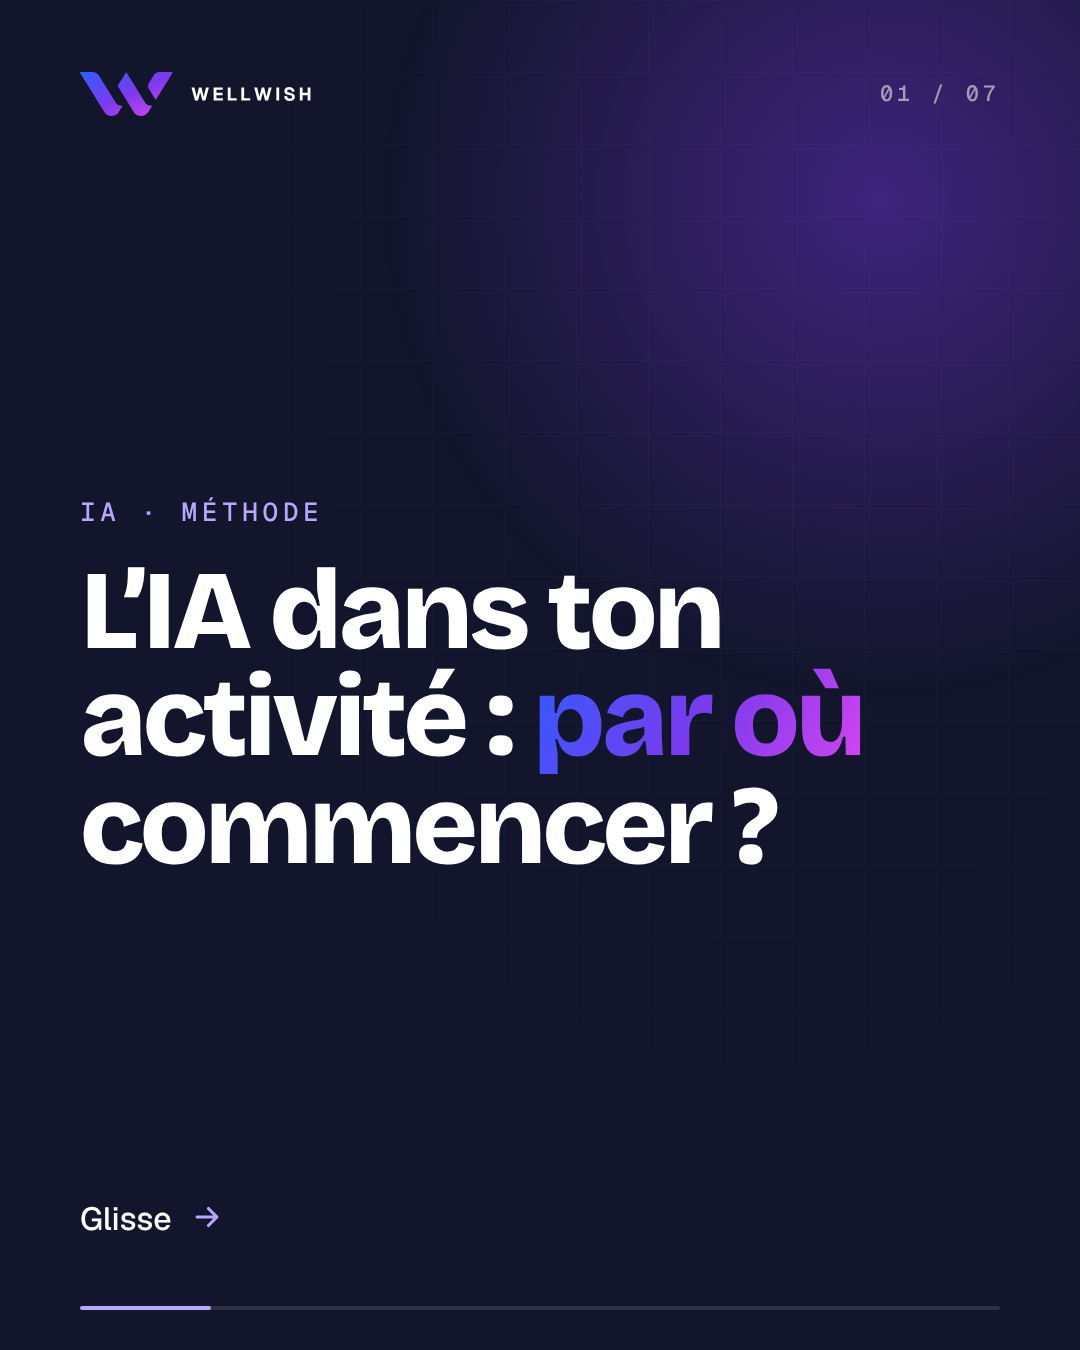 WELLWISH
01 / 07
IA · MÉTHODE
L’IA dans ton
activité : par où
commencer ?
Glisse →